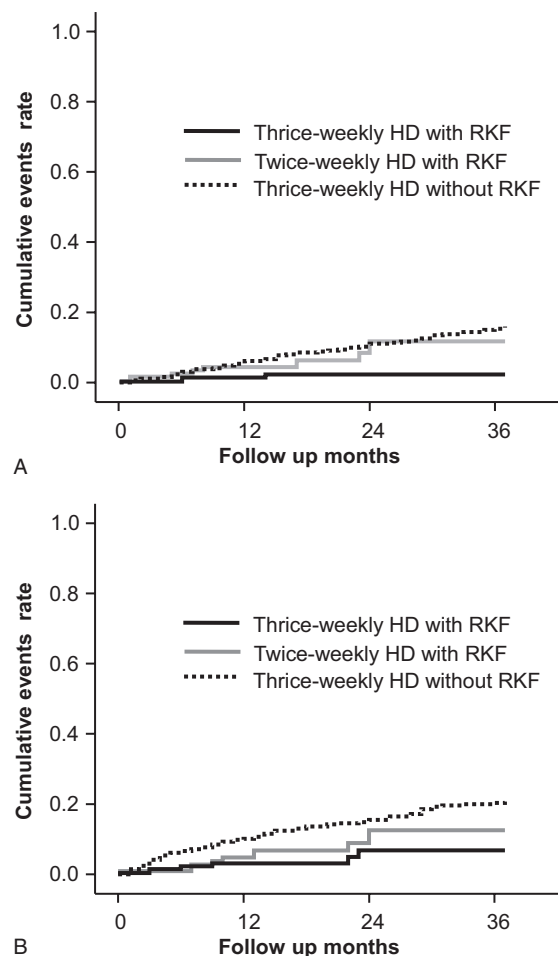 1.0
0.8
0.6
0.4
0.2
0.0
Cumulative events rate
Thrice-weekly HD with RKF
Twice-weekly HD with RKF
Thrice-weekly HD without RKF
0 12 24 36
Follow up months
A
1.0
0.8
0.6
0.4
0.2
0.0
Cumulative events rate
Thrice-weekly HD with RKF
Twice-weekly HD with RKF
Thrice-weekly HD without RKF
0 12 24 36
Follow up months
B